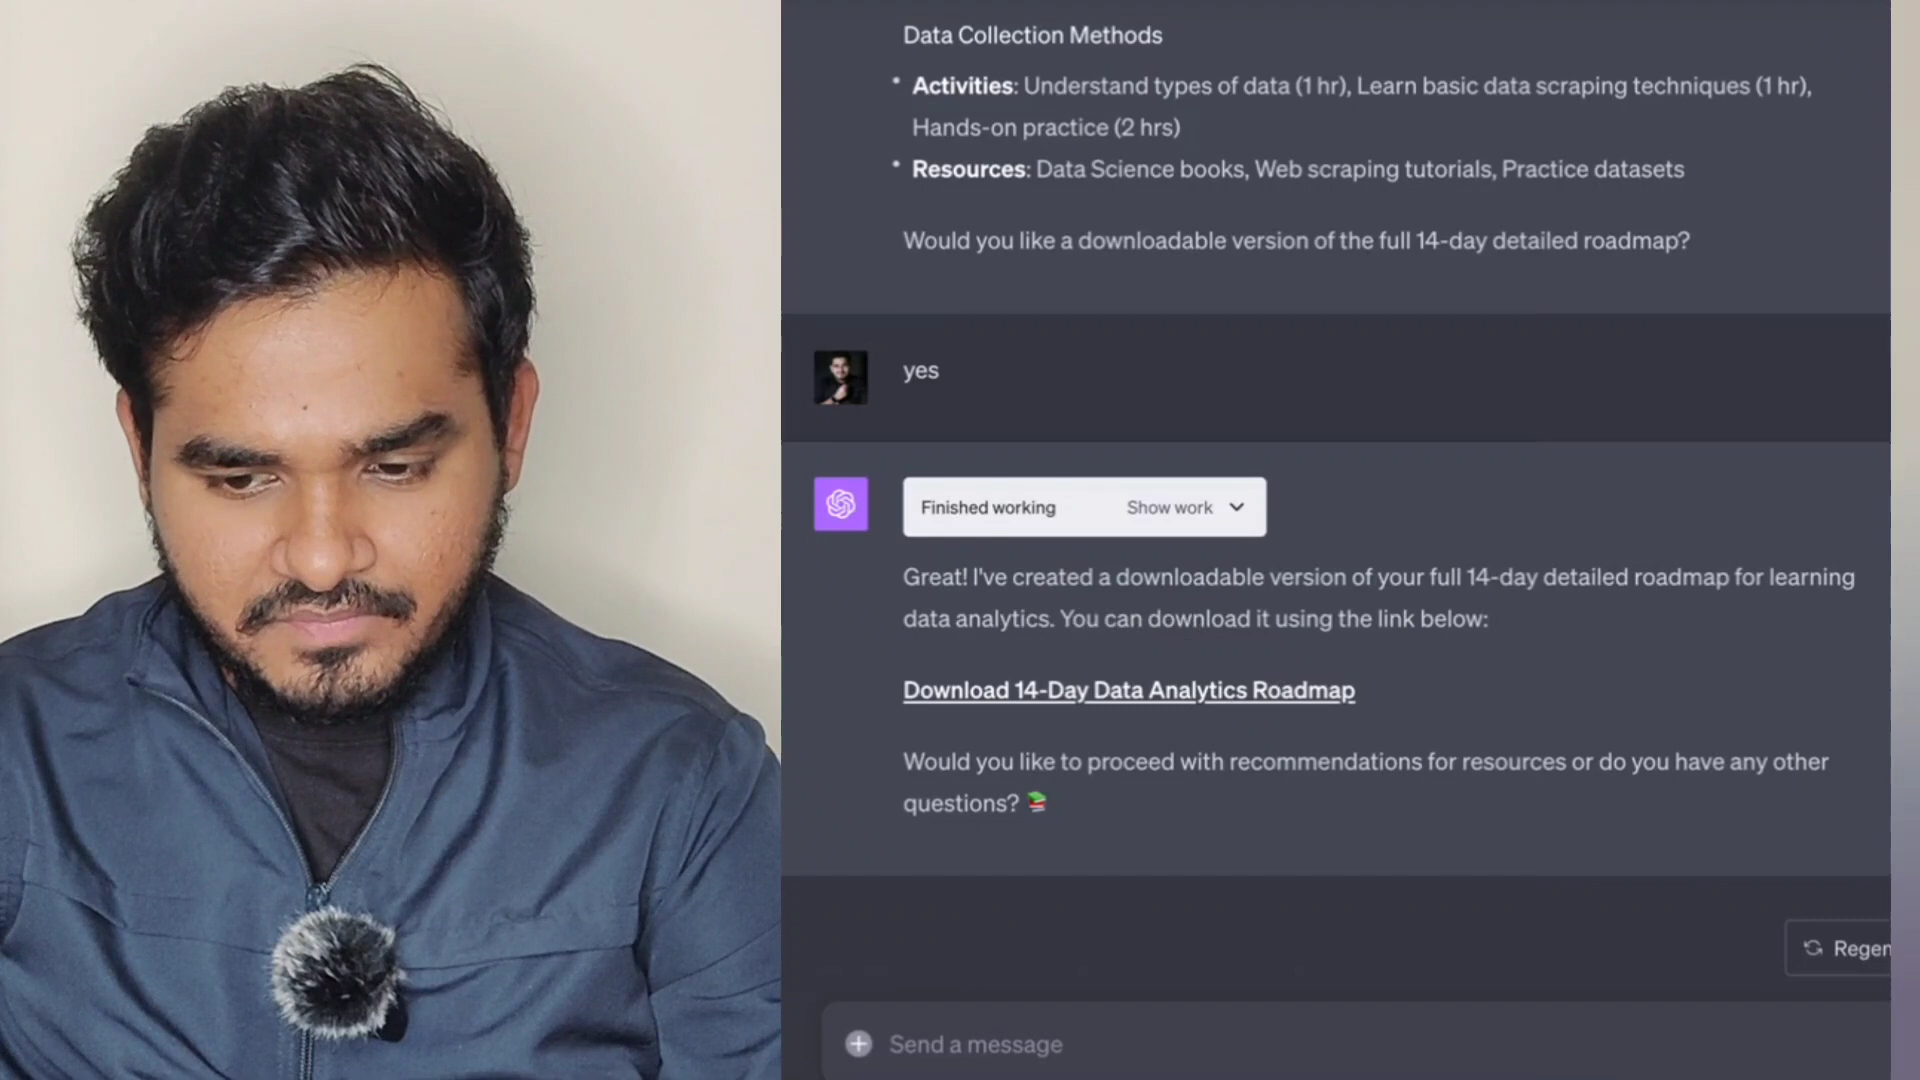 Data Collection Methods
• Activities: Understand types of data (1 hr), Learn basic data scraping techniques (1 hr),
Hands-on practice (2 hrs)
• Resources: Data Science books, Web scraping tutorials, Practice datasets
Would you like a downloadable version of the full 14-day detailed roadmap?
yes
Finished working Show work
Great! I've created a downloadable version of your full 14-day detailed roadmap for learning
data analytics. You can download it using the link below:
Download 14-Day Data Analytics Roadmap
Would you like to proceed with recommendations for resources or do you have any other
questions? 📚
Regen
Send a message